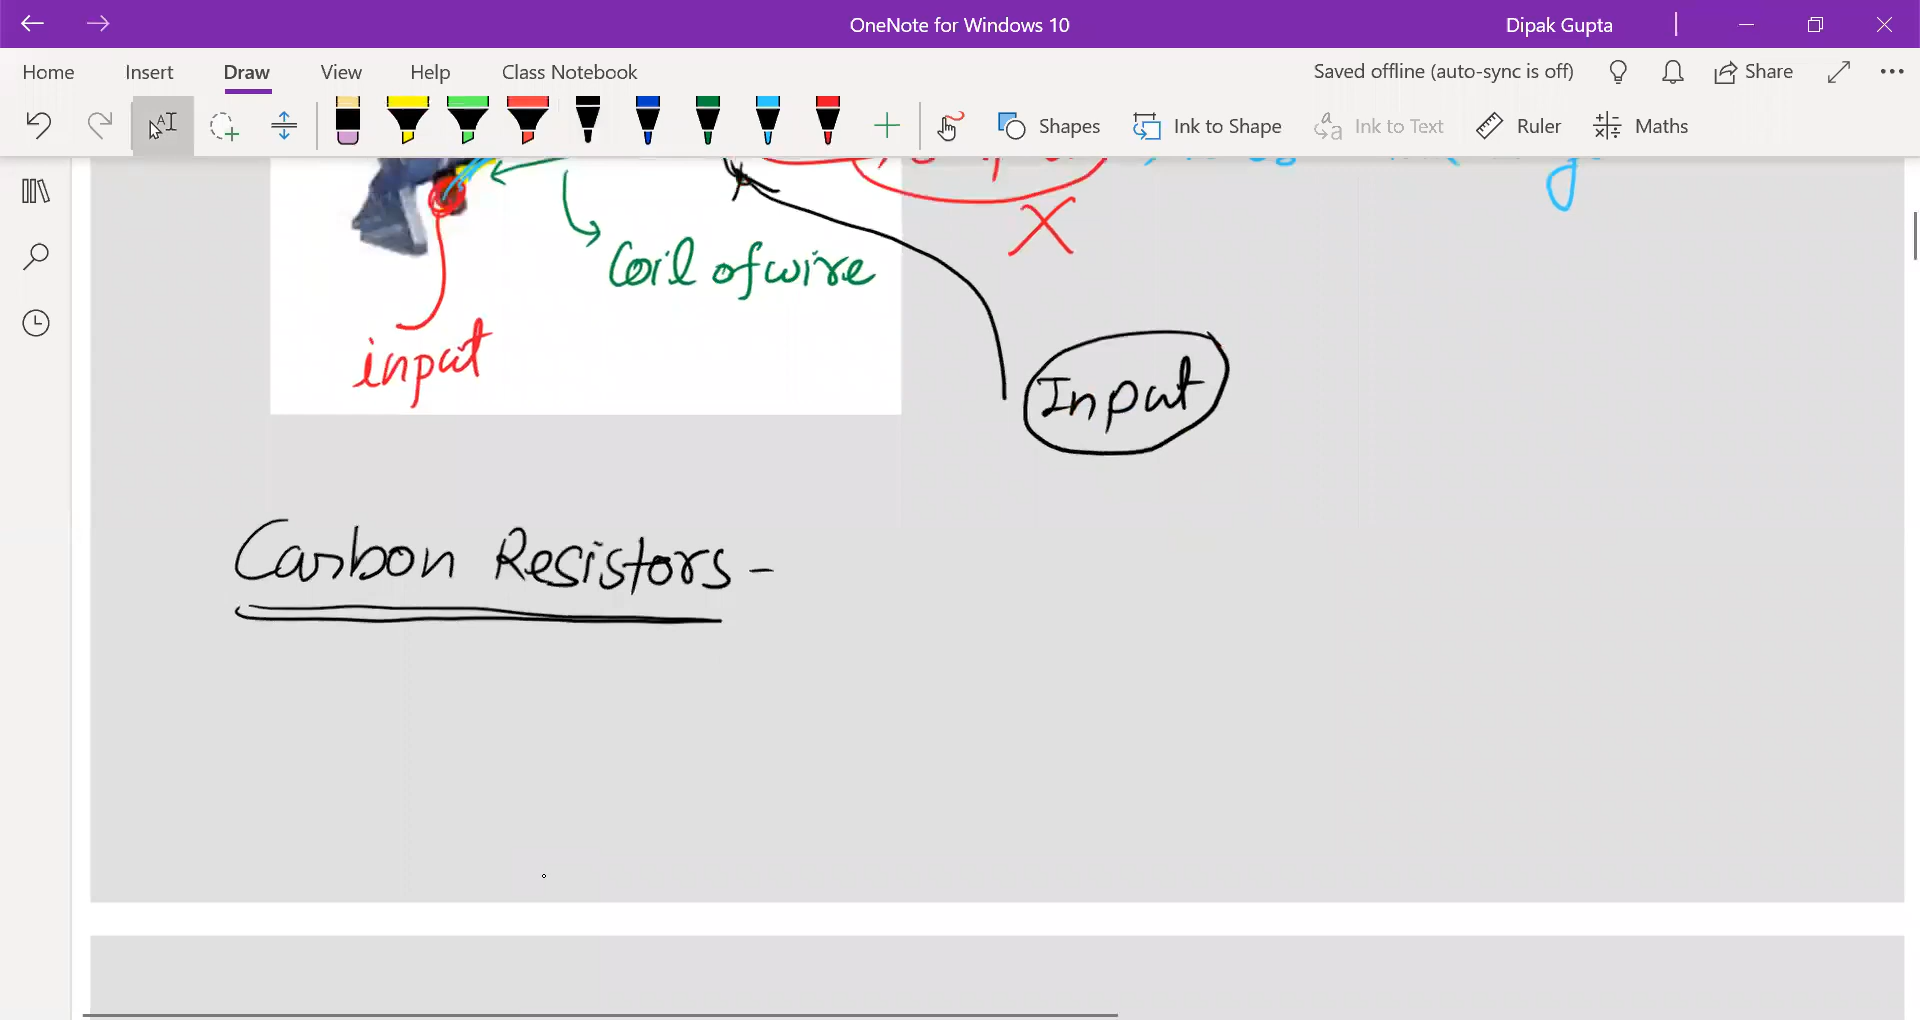 OneNote for Windows 10
Dipak Gupta
Home Insert Draw View Help Class Notebook
Saved offline (auto-sync is off) Share
Shapes Ink to Shape Ink to Text Ruler Maths
X
Coil of wire
input
Input
Carbon Resistors -